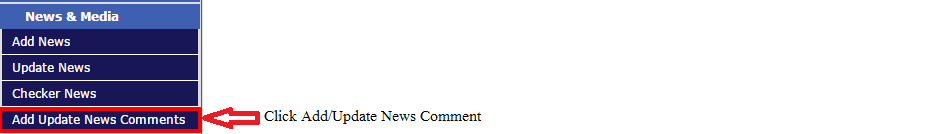 News & Media
Add News
Update News
Checker News
Add Update News Comments
Click Add/Update News Comment